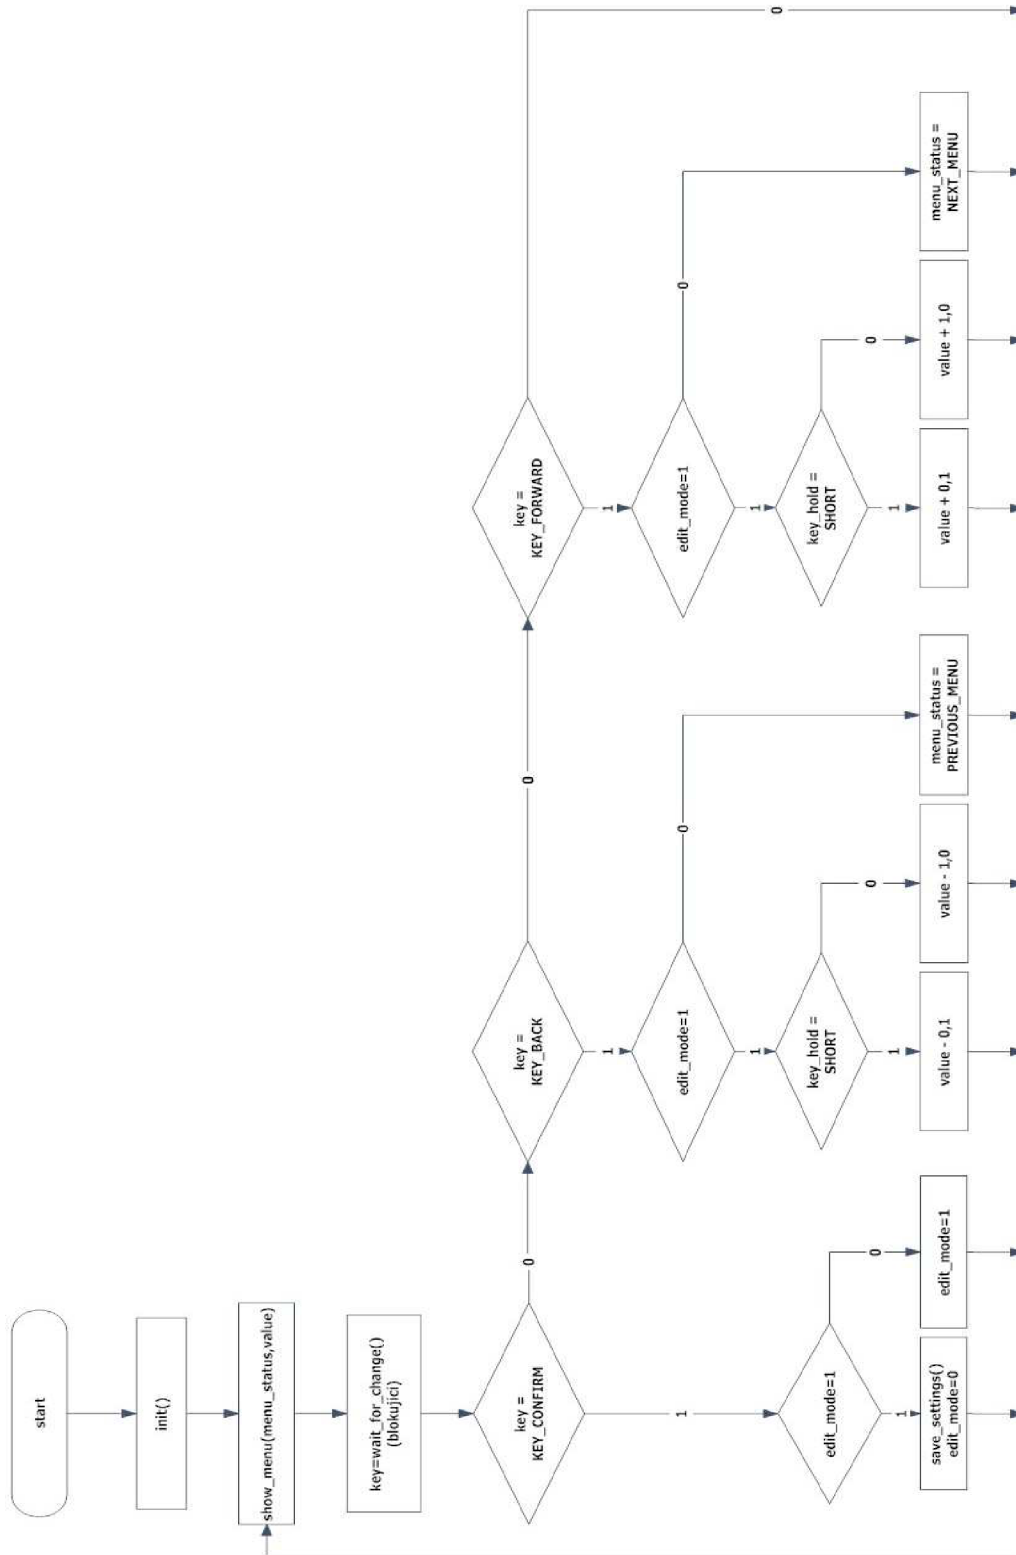 start
init()
show_menu(menu_status,value)
key=wait_for_change()
(blokujici)
key =
KEY_CONFIRM
0
1
edit_mode=1
0
1
save_settings()
edit_mode=0
edit_mode=1
key =
KEY_BACK
0
1
edit_mode=1
0
1
key_hold =
SHORT
0
1
value - 0,1
value - 1,0
menu_status =
PREVIOUS_MENU
key =
KEY_FORWARD
0
1
edit_mode=1
0
1
key_hold =
SHORT
0
1
value + 0,1
value + 1,0
menu_status =
NEXT_MENU